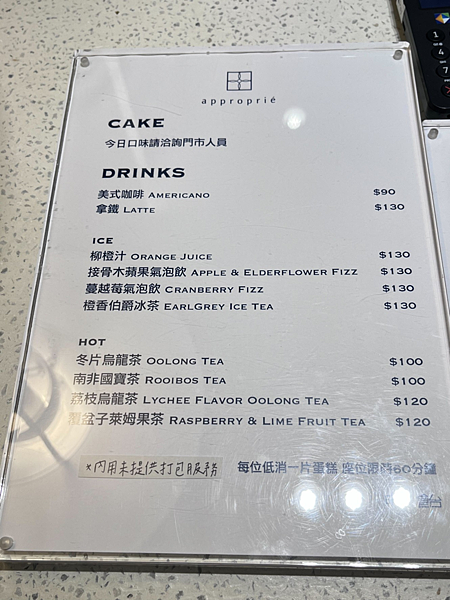 approprié
CAKE
今日口味請洽詢門市人員
DRINKS
美式咖啡 AMERICANO $90
拿鐵 LATTE $130
ICE
柳橙汁 ORANGE JUICE $130
接骨木蘋果氣泡飲 APPLE & ELDERFLOWER FIZZ $130
蔓越莓氣泡飲 CRANBERRY FIZZ $130
橙香伯爵冰茶 EARLGREY ICE TEA $130
HOT
冬片烏龍茶 OOLONG TEA $100
南非國寶茶 ROOIBOS TEA $100
荔枝烏龍茶 LYCHEE FLAVOR OOLONG TEA $120
覆盆子萊姆果茶 RASPBERRY & LIME FRUIT TEA $120
*內用未提供打包服務 每位低消一片蛋糕 座位限時60分鐘